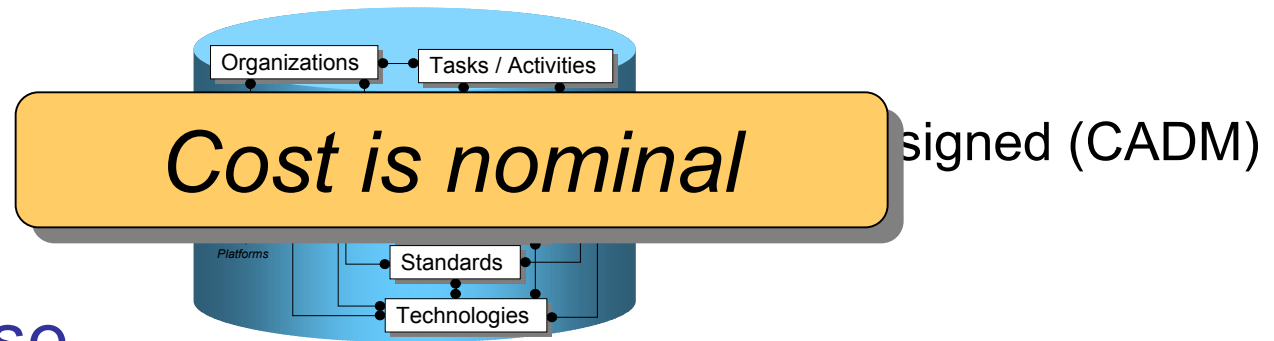 Organizations
Tasks / Activities
Cost is nominal
signed (CADM)
Platforms
Standards
Technologies